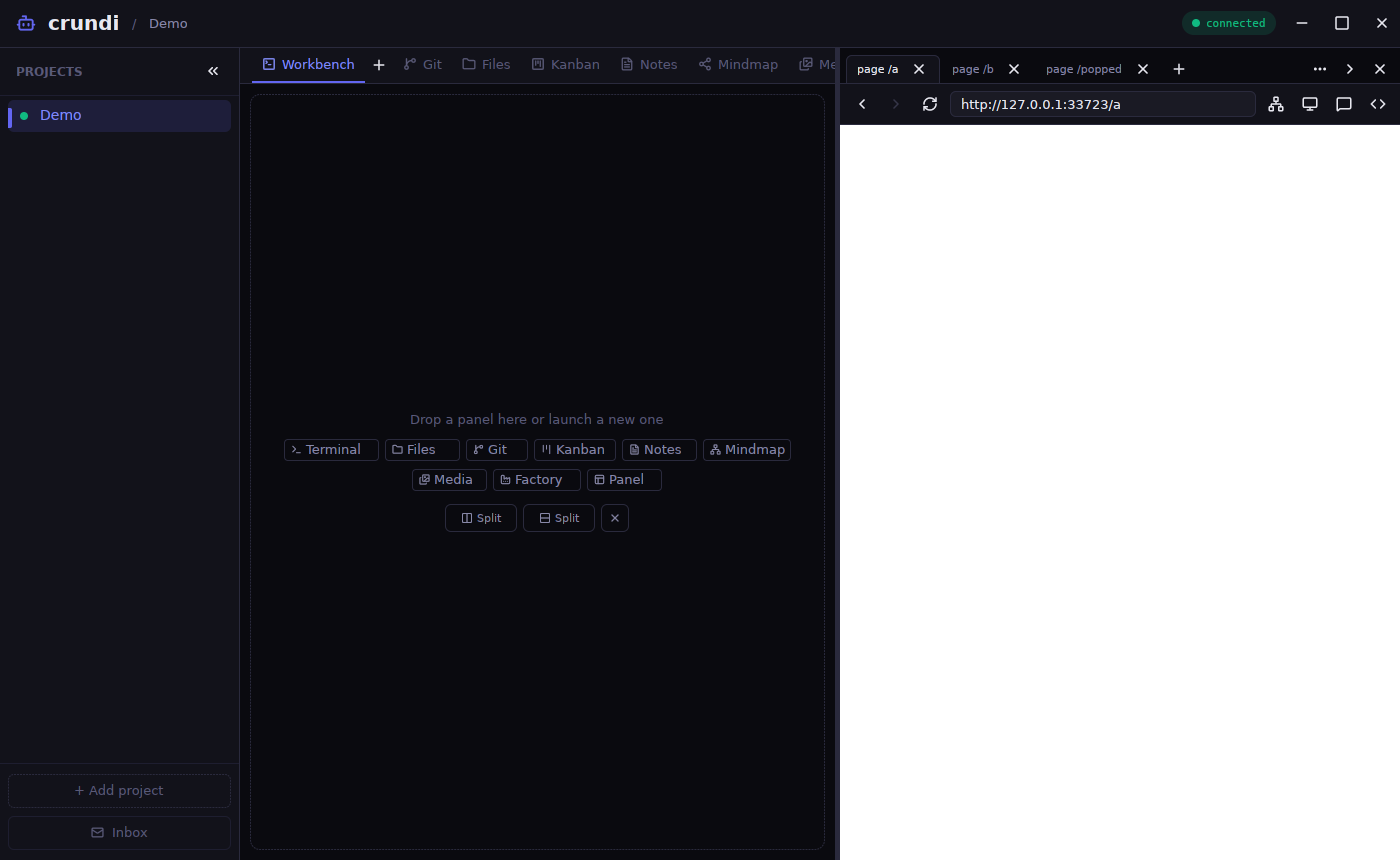 crundi / Demo
connected
PROJECTS
Demo
+ Add project
Inbox
Workbench
Git
Files
Kanban
Notes
Mindmap
Me
Drop a panel here or launch a new one
Terminal
Files
Git
Kanban
Notes
Mindmap
Media
Factory
Panel
Split
Split
page /a
page /b
page /popped
http://127.0.0.1:33723/a